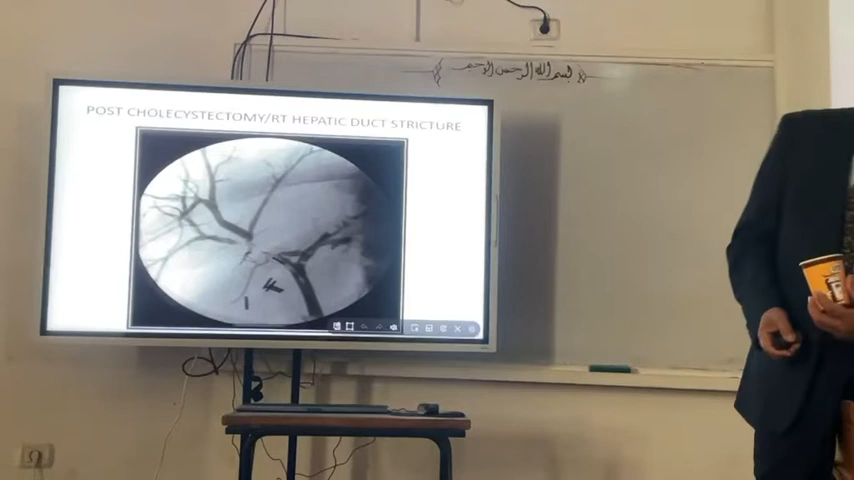 بسم الله الرحمن الرحيم
POST CHOLECYSTECTOMY/RT HEPATIC DUCT STRICTURE